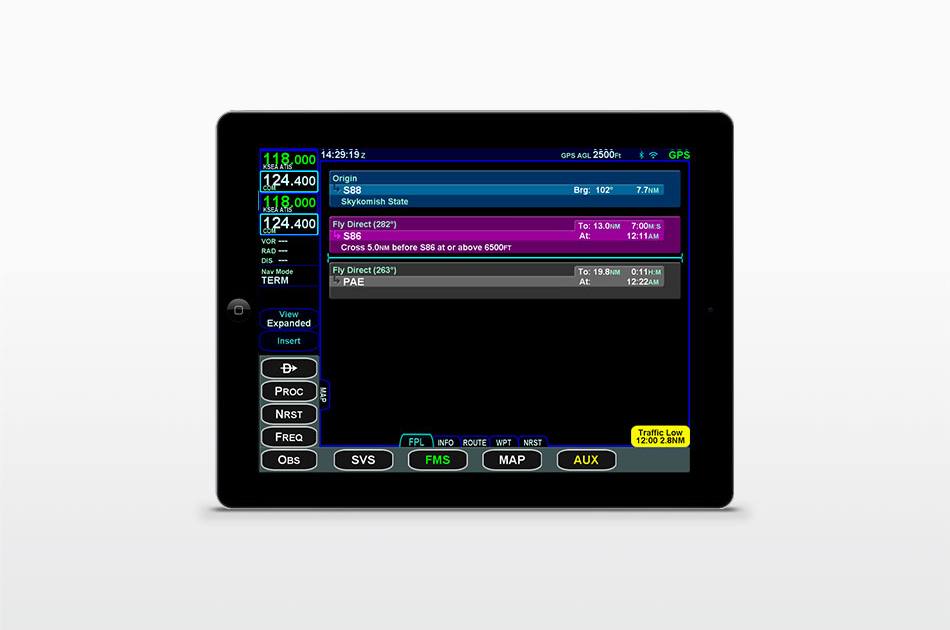 118.000
KSEA ATIS
124.400
COM
118.000
KSEA ATIS
124.400
COM
VOR ---
RAD ---
DIS ---
Nav Mode
TERM
View
Expanded
Insert
D
PROC
NRST
FREQ
OBS
14:29:19 Z
GPS AGL 2500FT
GPS
Origin
S88 Brg: 102° 7.7NM
Skykomish State
Fly Direct (282°) To: 13.0NM 7:00M:S
S86 At: 12:11AM
Cross 5.0NM before S86 at or above 6500FT
Fly Direct (263°) To: 19.8NM 0:11H:M
PAE At: 12:22AM
MAP
Traffic Low
12:00 2.8NM
FPL INFO ROUTE WPT NRST
SVS FMS MAP AUX